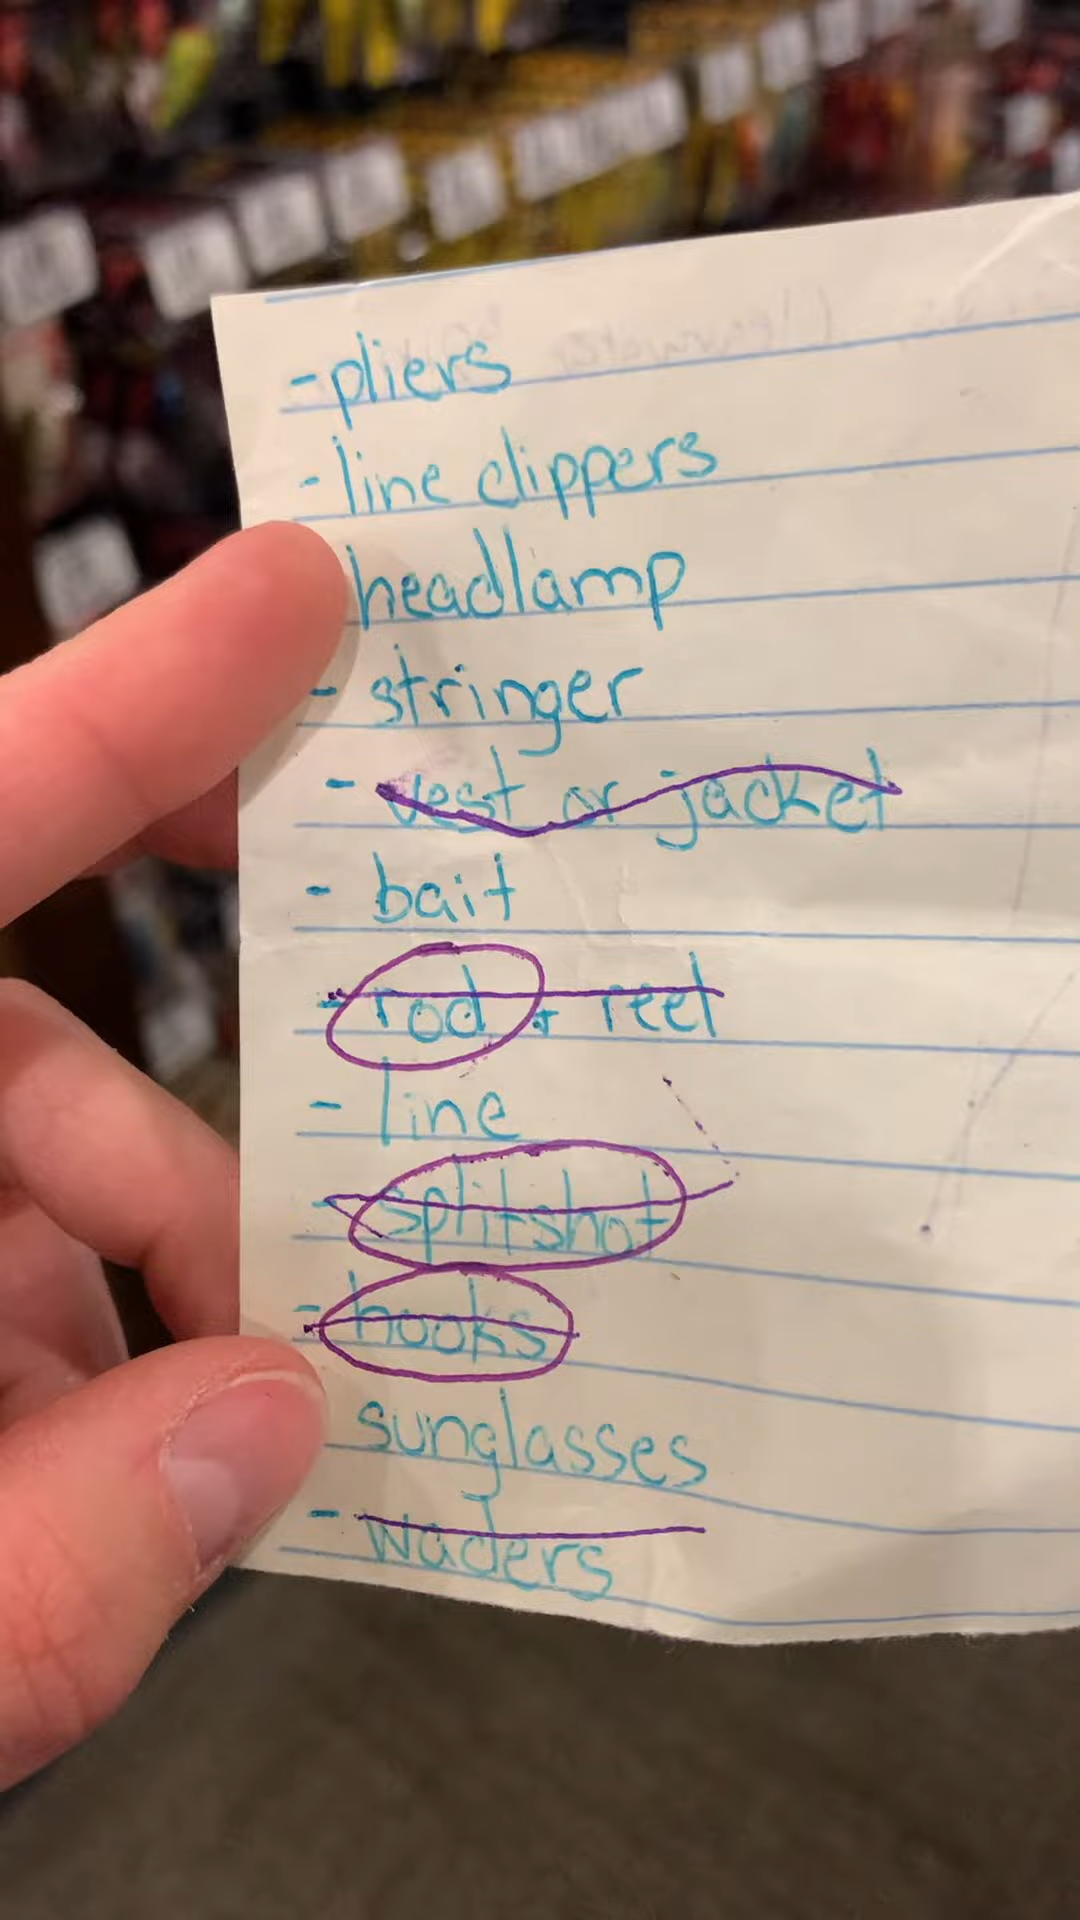 - pliers
- line clippers
headlamp
- stringer
- vest or jacket
- bait
- rod + reel
- line
- splitshot
- hooks
sunglasses
- waders